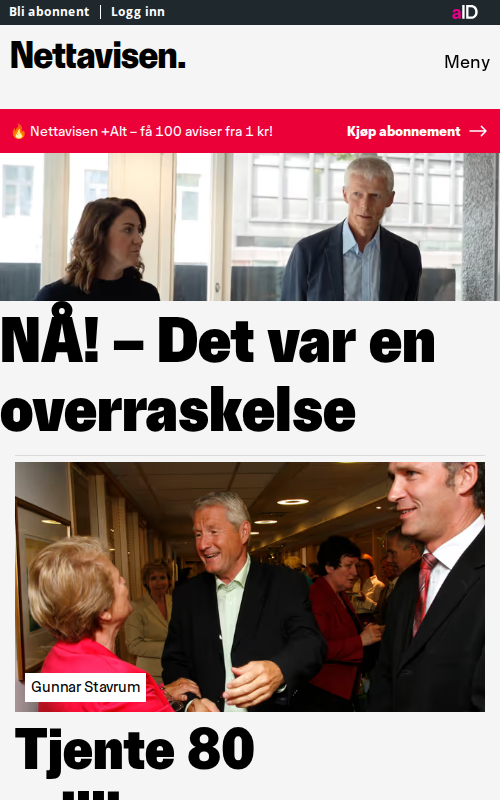 Bli abonnent
Logg inn
aID
Nettavisen.
Meny
🔥 Nettavisen +Alt – få 100 aviser fra 1 kr!
Kjøp abonnement →
NÅ! – Det var en
overraskelse
Gunnar Stavrum
Tjente 80